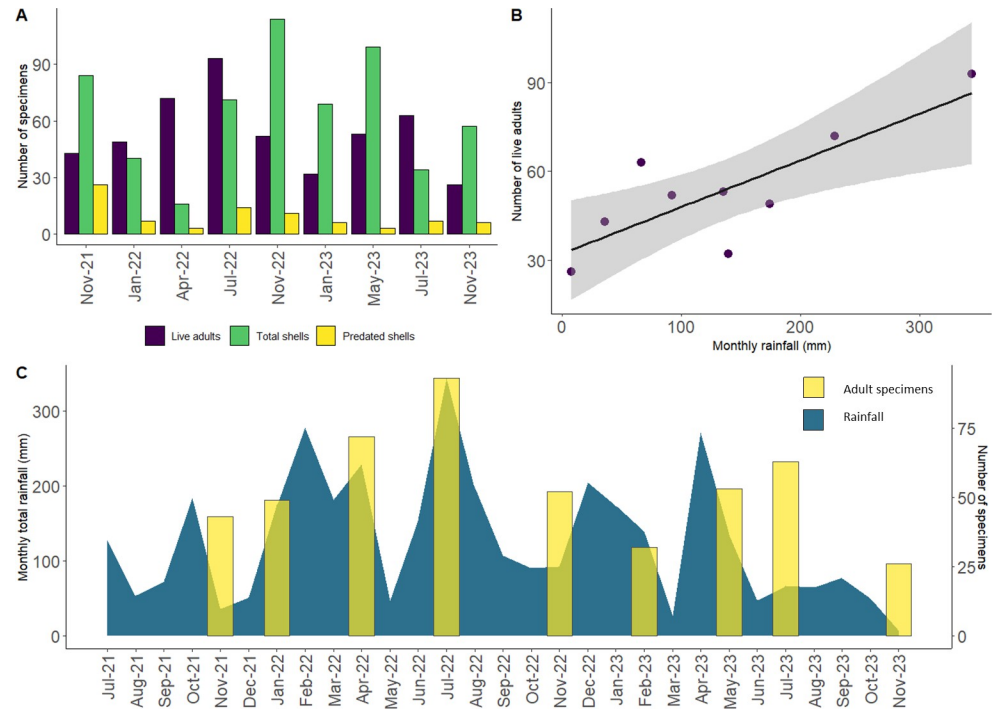 A
Number of specimens
90
60
30
0
Nov-21
Jan-22
Apr-22
Jul-22
Nov-22
Jan-23
May-23
Jul-23
Nov-23
Live adults
Total shells
Predated shells
B
Number of live adults
90
60
30
0
100
200
300
Monthly rainfall (mm)
C
Monthly total rainfall (mm)
300
200
100
0
Adult specimens
Rainfall
75
50
25
0
Number of specimens
Jul-21
Aug-21
Sep-21
Oct-21
Nov-21
Dec-21
Jan-22
Feb-22
Mar-22
Apr-22
May-22
Jun-22
Jul-22
Aug-22
Sep-22
Oct-22
Nov-22
Dec-22
Jan-23
Feb-23
Mar-23
Apr-23
May-23
Jun-23
Jul-23
Aug-23
Sep-23
Oct-23
Nov-23